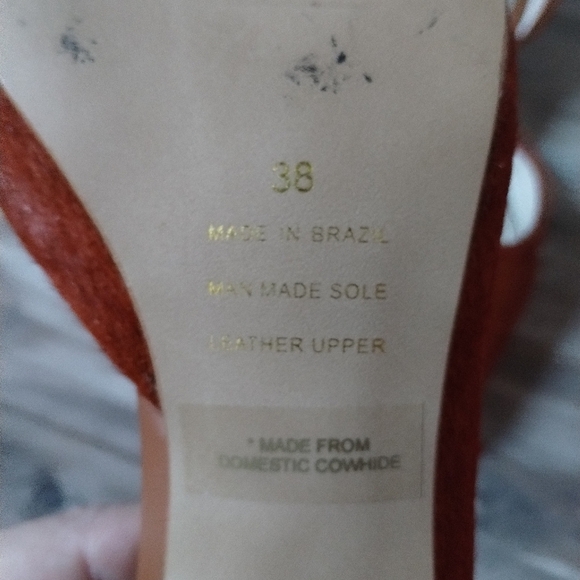 38
MADE IN BRAZIL
MAN MADE SOLE
LEATHER UPPER
* MADE FROM
DOMESTIC COWHIDE